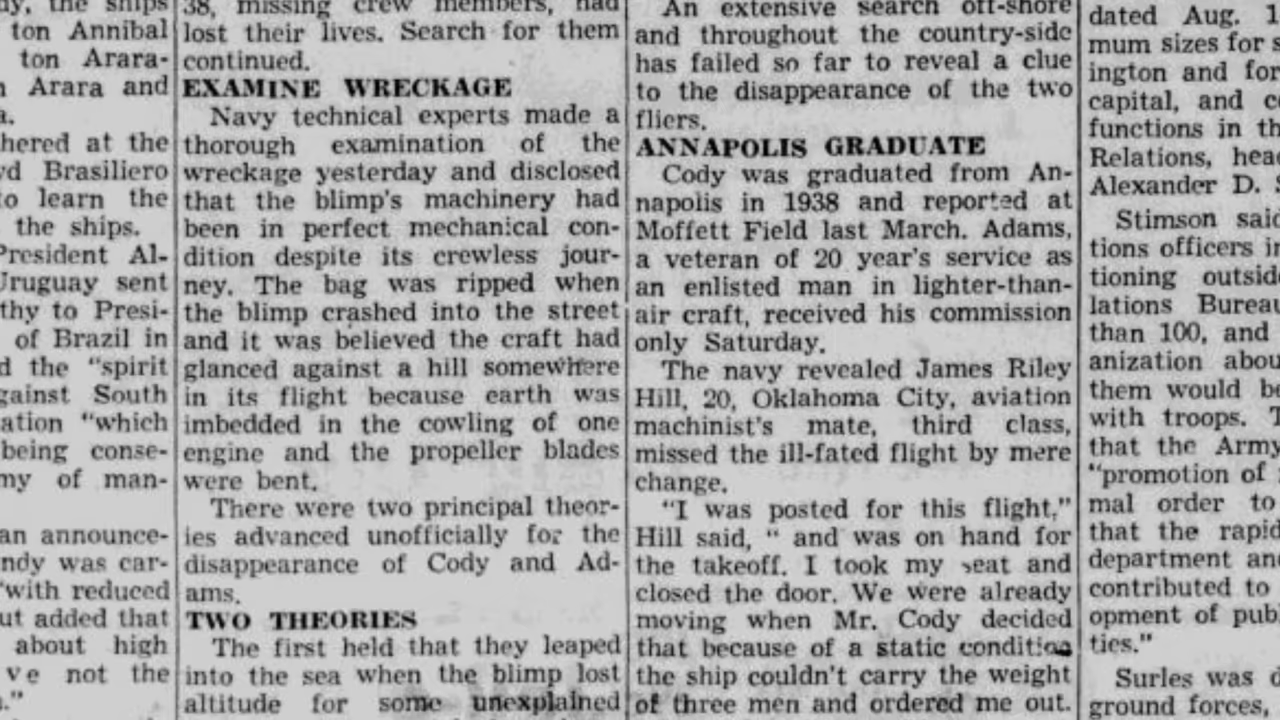 ay, the ships
ton Annibal
ton Arara-
Arara and
a.
hered at the
yd Brasiliero
to learn the
the ships.
President Al-
Uruguay sent
thy to Presi-
of Brazil in
d the "spirit
gainst South
ation "which
being conse-
my of man-
an announce-
ndy was car-
"with reduced
ut added that
about high
ve not the
."
38, missing crew members, had
lost their lives. Search for them
continued.
EXAMINE WRECKAGE
Navy technical experts made a
thorough examination of the
wreckage yesterday and disclosed
that the blimp's machinery had
been in perfect mechanical con-
dition despite its crewless jour-
ney. The bag was ripped when
the blimp crashed into the street
and it was believed the craft had
glanced against a hill somewhere
in its flight because earth was
imbedded in the cowling of one
engine and the propeller blades
were bent.
There were two principal theor-
ies advanced unofficially for the
disappearance of Cody and Ad-
ams.
TWO THEORIES
The first held that they leaped
into the sea when the blimp lost
altitude for some unexplained
An extensive search off-shore
and throughout the country-side
has failed so far to reveal a clue
to the disappearance of the two
fliers.
ANNAPOLIS GRADUATE
Cody was graduated from An-
napolis in 1938 and reported at
Moffett Field last March. Adams,
a veteran of 20 year's service as
an enlisted man in lighter-than-
air craft, received his commission
only Saturday.
The navy revealed James Riley
Hill, 20, Oklahoma City, aviation
machinist's mate, third class,
missed the ill-fated flight by mere
change.
"I was posted for this flight,"
Hill said, " and was on hand for
the takeoff. I took my seat and
closed the door. We were already
moving when Mr. Cody decided
that because of a static condition
the ship couldn't carry the weight
of three men and ordered me out.
dated Aug. 1
mum sizes for s
ington and for
capital, and c
functions in th
Relations, hea
Alexander D. S
Stimson said
tions officers in
tioning outsid
lations Bureau
than 100, and
anization abou
them would be
with troops. T
that the Army
"promotion of
mal order to
that the rapid
department and
contributed to
opment of pub
ties."
Surles was d
ground forces,